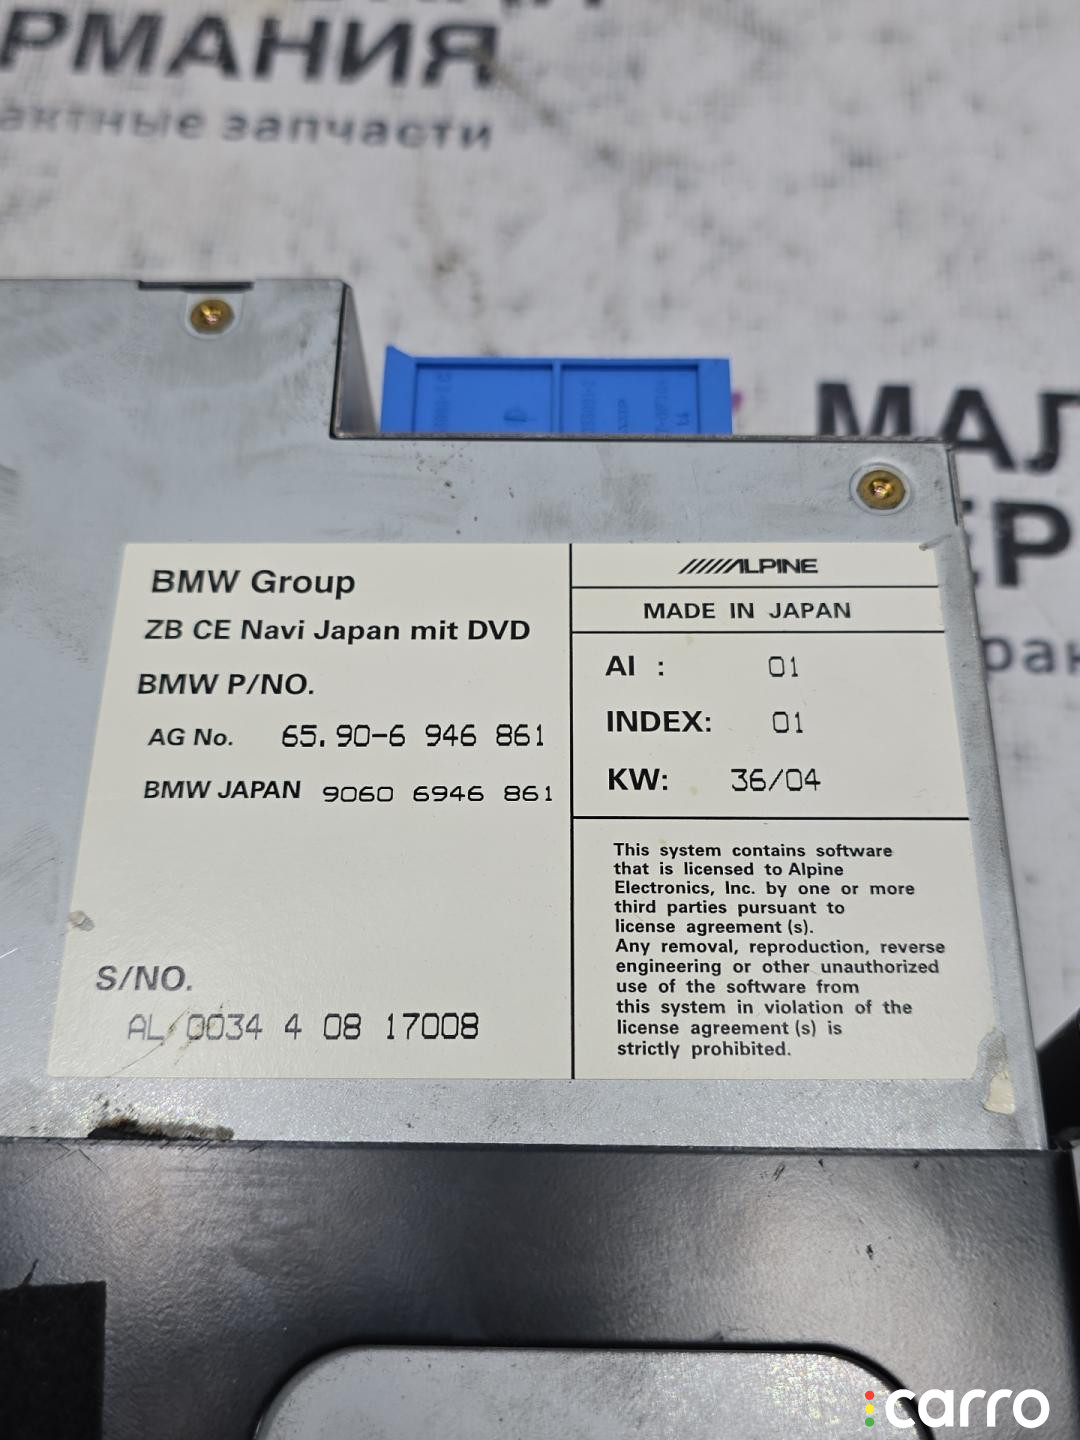 РМАНИЯ
актные запчасти
МАЛ
ЕР
BMW Group
ZB CE Navi Japan mit DVD
BMW P/NO.
AG No. 65.90-6 946 861
BMW JAPAN 9060 6946 861
S/NO.
AL 0034 4 08 17008
ALPINE
MADE IN JAPAN
AI : 01
INDEX: 01
KW: 36/04
This system contains software
that is licensed to Alpine
Electronics, Inc. by one or more
third parties pursuant to
license agreement (s).
Any removal, reproduction, reverse
engineering or other unauthorized
use of the software from
this system in violation of the
license agreement (s) is
strictly prohibited.
carro